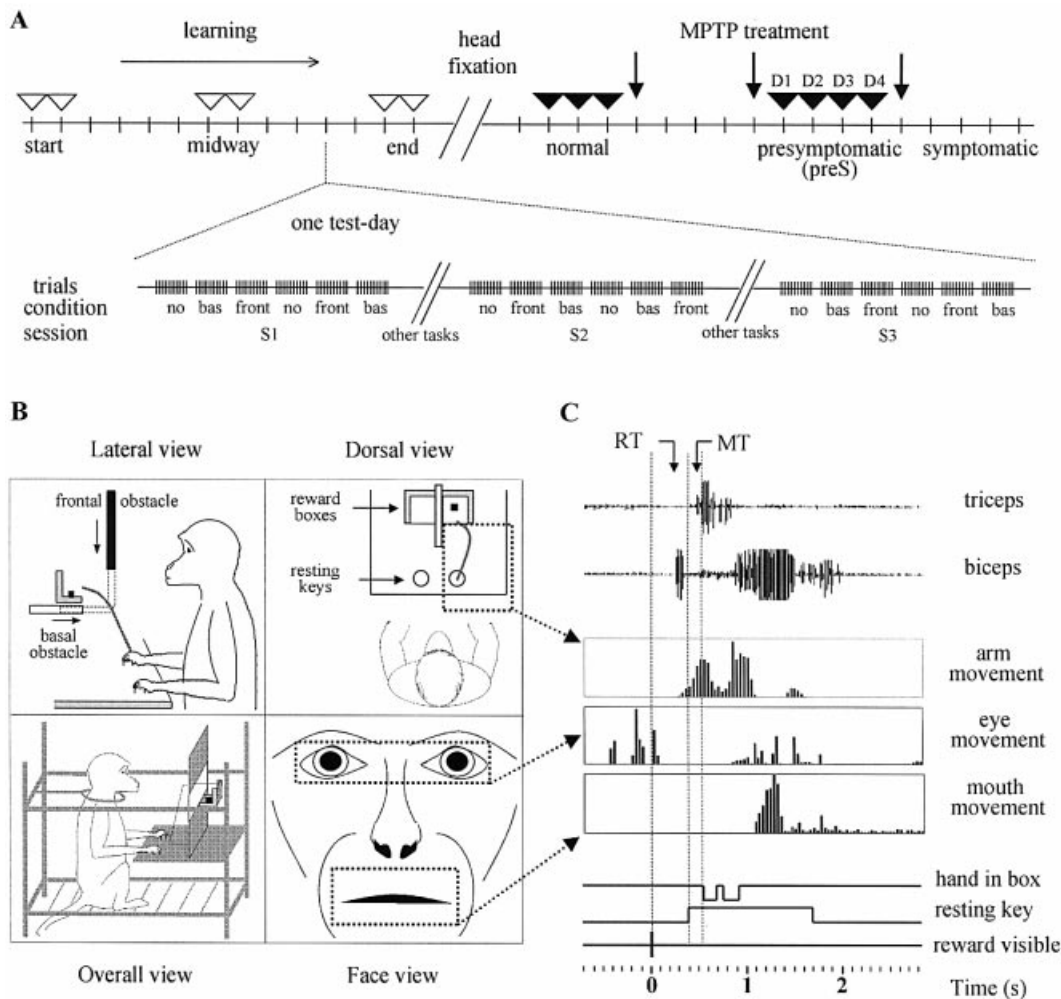 A
learning
head
fixation
MPTP treatment
D1 D2 D3 D4
start
midway
end
normal
presymptomatic
(preS)
symptomatic
one test-day
trials
condition
session
no bas front no front bas
S1
other tasks
no front bas no bas front
S2
other tasks
no bas front no front bas
S3
B
Lateral view
Dorsal view
frontal obstacle
basal
obstacle
reward
boxes
resting
keys
Overall view
Face view
C
RT
MT
triceps
biceps
arm
movement
eye
movement
mouth
movement
hand in box
resting key
reward visible
0 1 2 Time (s)